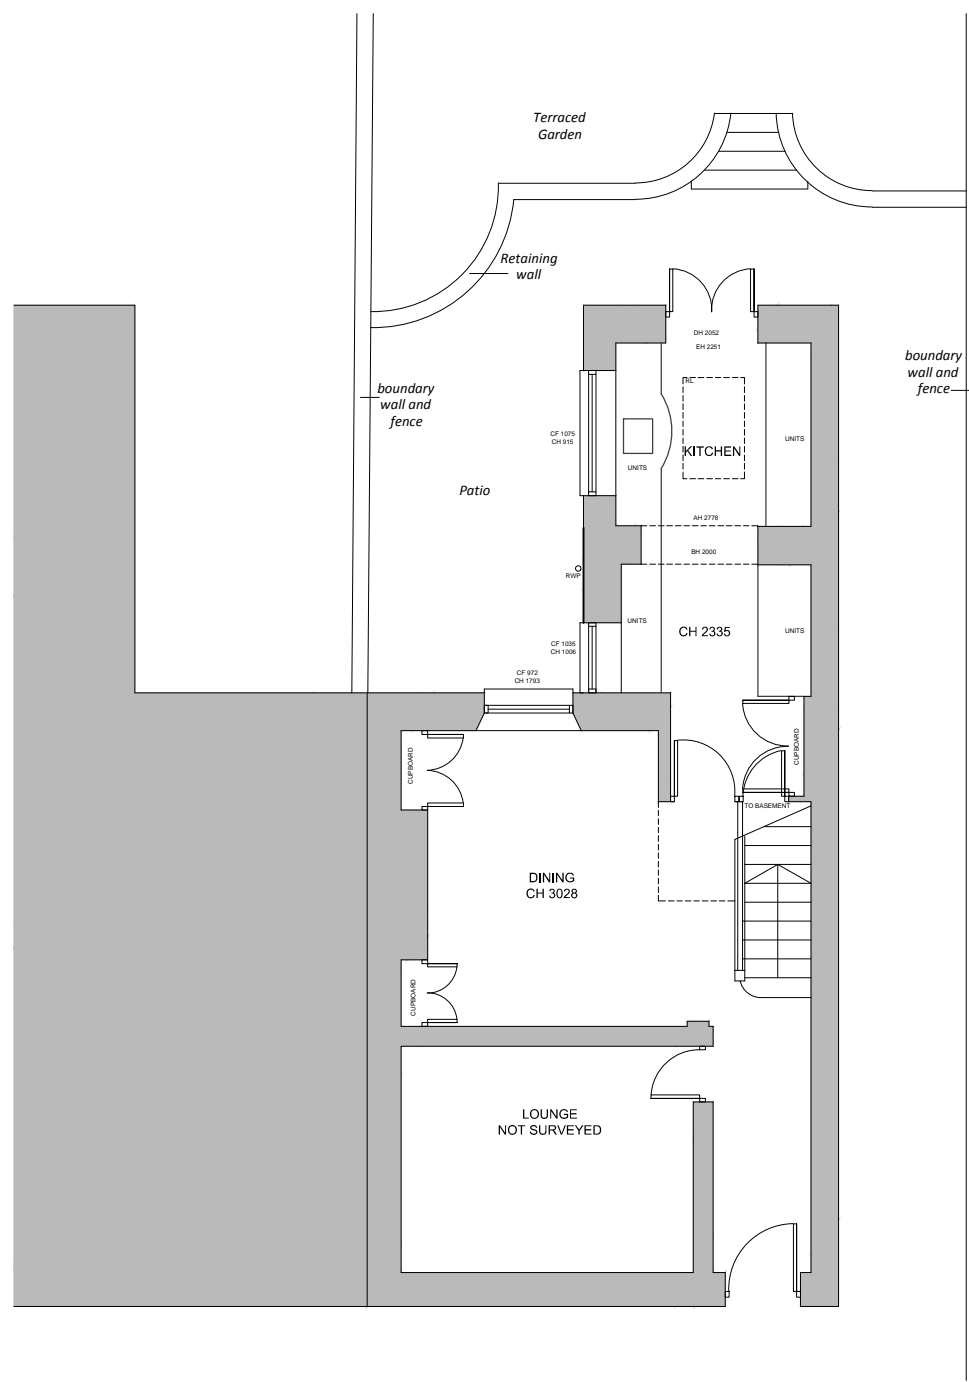 Terraced
Garden
Retaining
wall
DH 2052
EH 2251
boundary
wall and
fence
boundary
wall and
fence
RL
CF 1075
CH 915
UNITS
KITCHEN
UNITS
Patio
AH 2778
BH 2000
RWP
UNITS
CH 2335
UNITS
CF 1035
CH 1006
CF 972
CH 1793
CUPBOARD
CUPBOARD
TO BASEMENT
DINING
CH 3028
CUPBOARD
LOUNGE
NOT SURVEYED